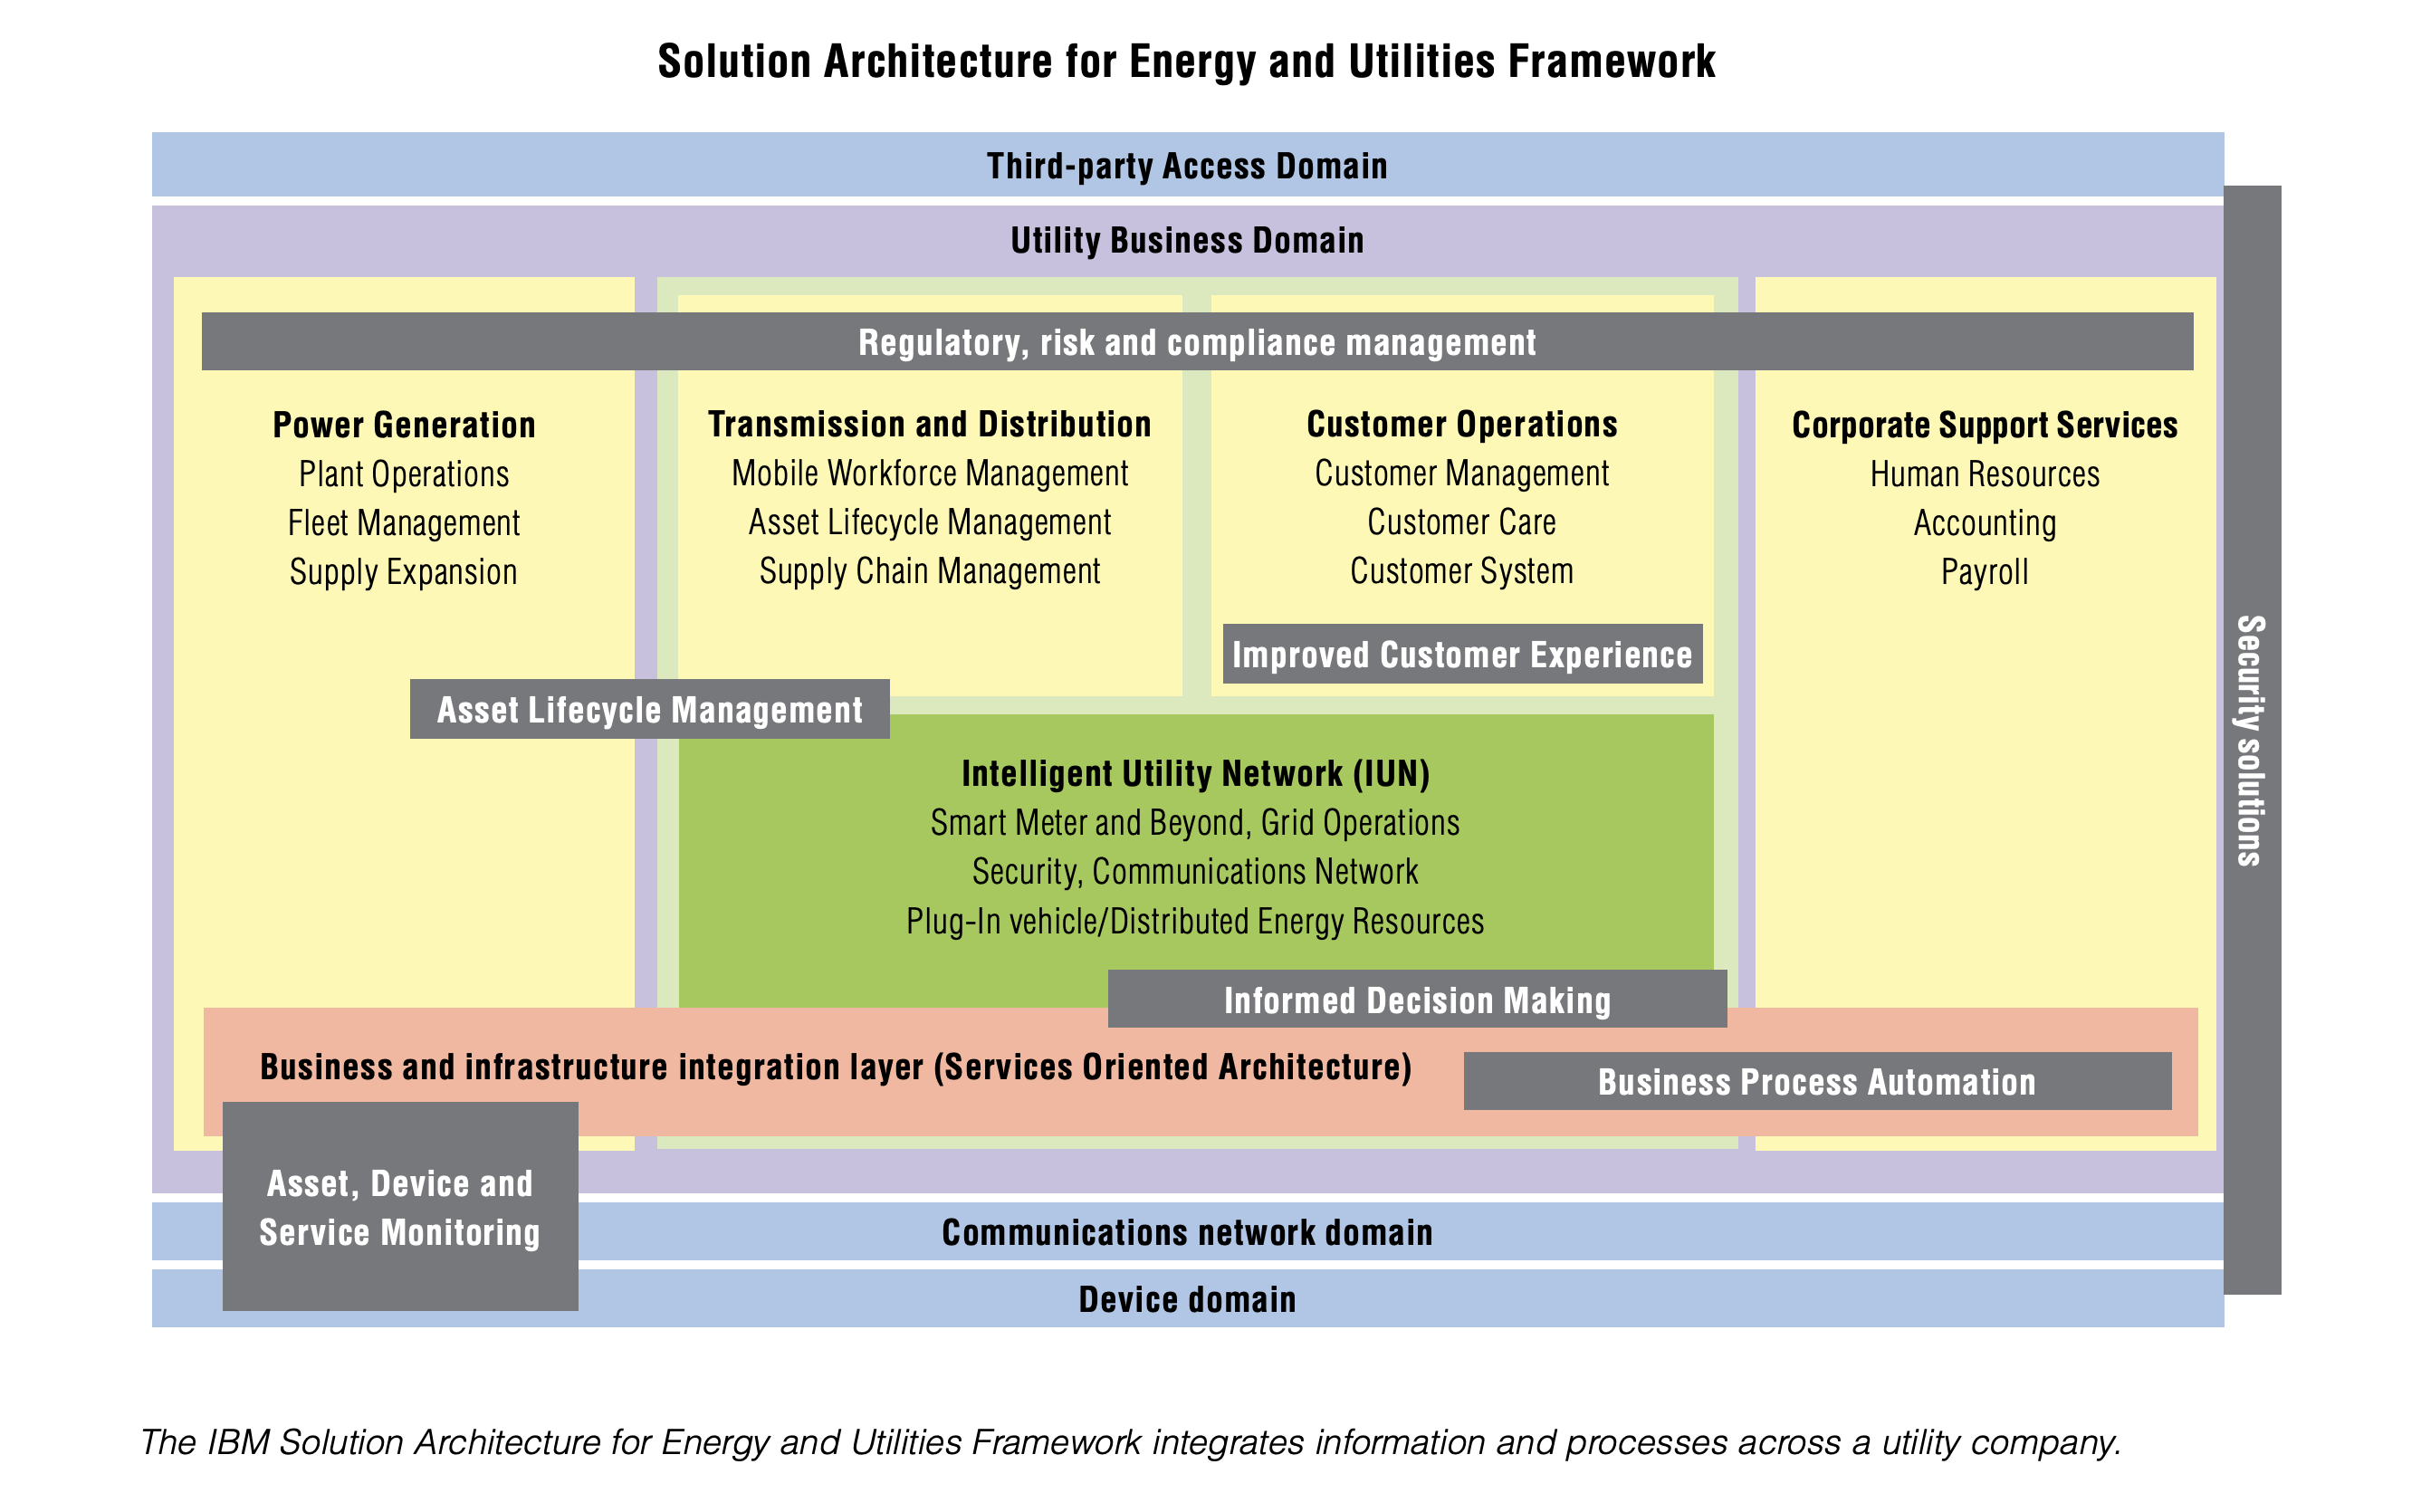 Solution Architecture for Energy and Utilities Framework
Third-party Access Domain
Utility Business Domain
Regulatory, risk and compliance management
Power Generation
Plant Operations
Fleet Management
Supply Expansion
Transmission and Distribution
Mobile Workforce Management
Asset Lifecycle Management
Supply Chain Management
Customer Operations
Customer Management
Customer Care
Customer System
Improved Customer Experience
Corporate Support Services
Human Resources
Accounting
Payroll
Security solutions
Asset Lifecycle Management
Intelligent Utility Network (IUN)
Smart Meter and Beyond, Grid Operations
Security, Communications Network
Plug-In vehicle/Distributed Energy Resources
Informed Decision Making
Business and infrastructure integration layer (Services Oriented Architecture)
Business Process Automation
Asset, Device and
Service Monitoring
Communications network domain
Device domain
The IBM Solution Architecture for Energy and Utilities Framework integrates information and processes across a utility company.